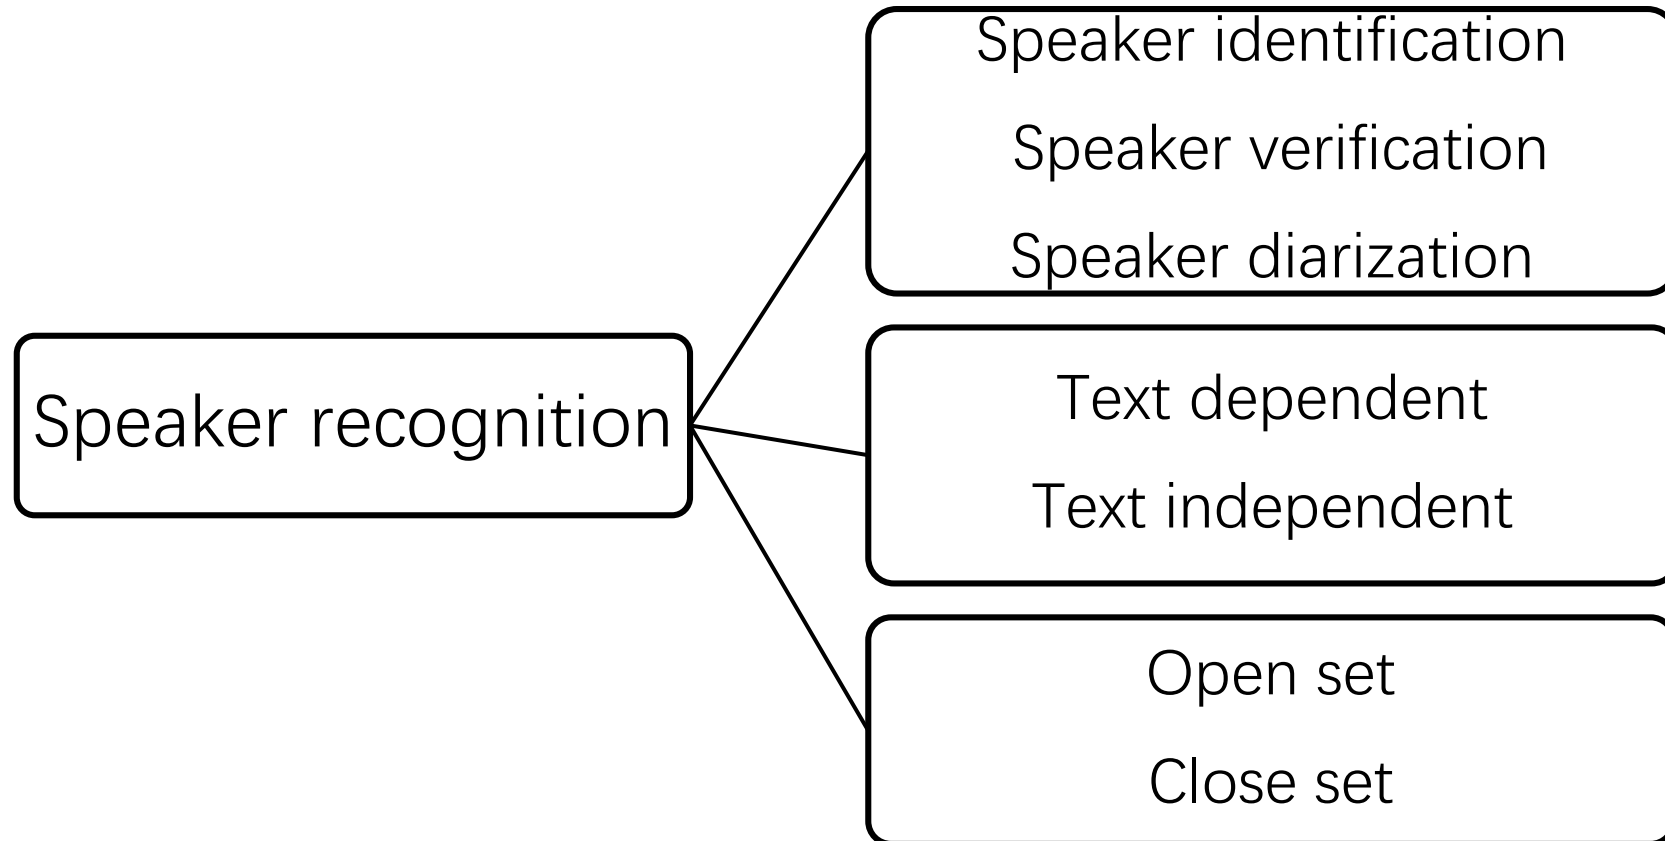 Speaker recognition
Speaker identification
Speaker verification
Speaker diarization
Text dependent
Text independent
Open set
Close set